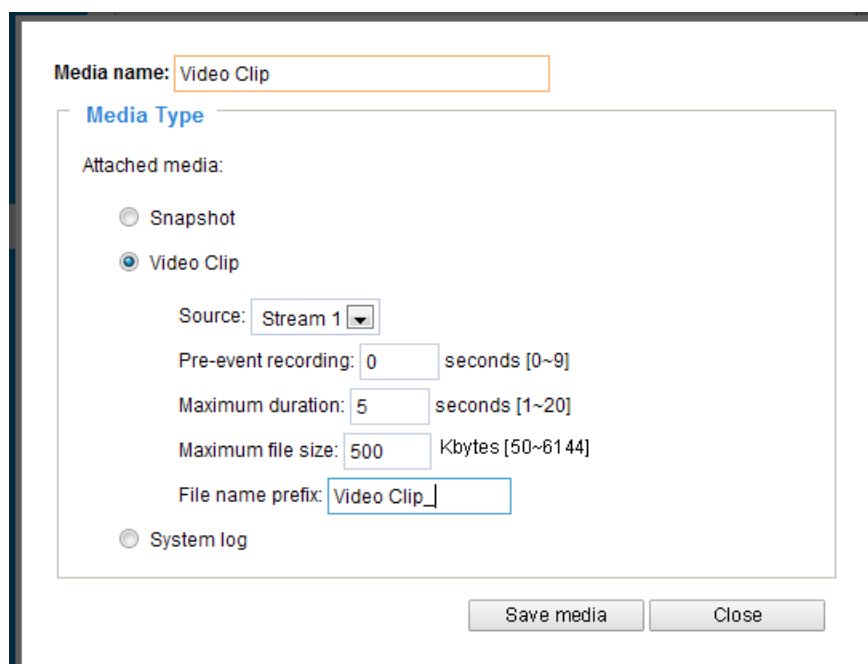 Media name: Video Clip
Media Type
Attached media:
Snapshot
Video Clip
Source: Stream 1
Pre-event recording: 0 seconds [0~9]
Maximum duration: 5 seconds [1~20]
Maximum file size: 500 Kbytes [50~6144]
File name prefix: Video Clip_
System log
Save media Close